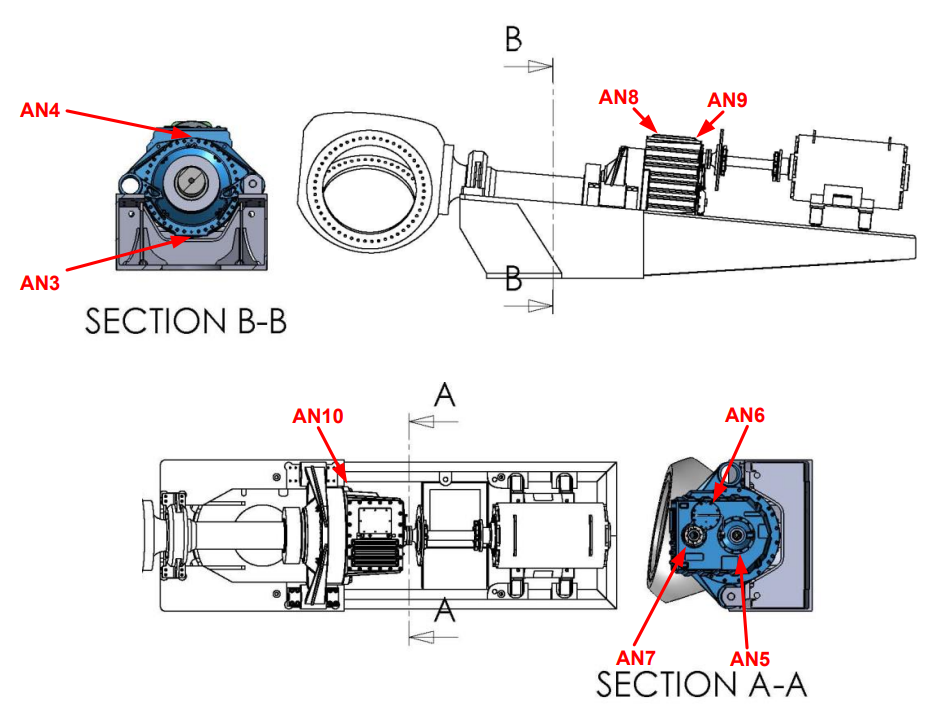 B
AN8
AN9
AN4
AN3
B
SECTION B-B
A
AN10
AN6
A
AN7
AN5
SECTION A-A